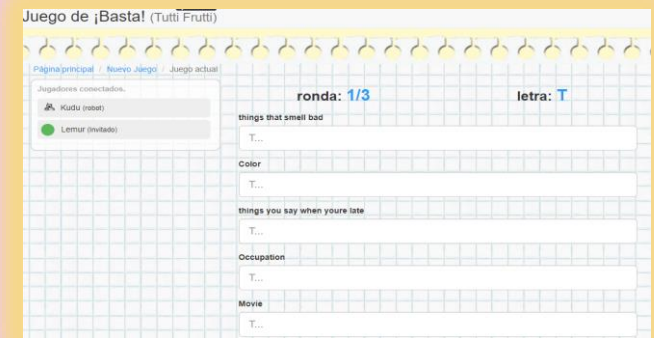 Juego de ¡Basta! (Tutti Frutti)
Página principal / Nuevo Juego / Juego actual
Jugadores conectados.
Kudu (robot)
Lemur (Invitado)
ronda: 1/3
letra: T
things that smell bad
T...
Color
T...
things you say when youre late
T...
Occupation
T...
Movie
T...